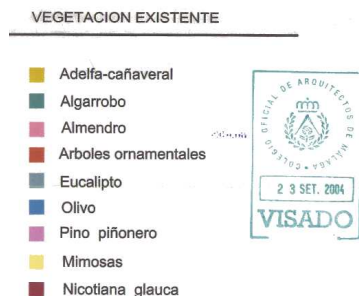 VEGETACION EXISTENTE
Adelfa-cañaveral
Algarrobo
Almendro
Arboles ornamentales
Eucalipto
Olivo
Pino piñonero
Mimosas
Nicotiana glauca
COLEGIO OFICIAL DE ARQUITECTOS DE MALAGA
2 3 SET. 2004
VISADO